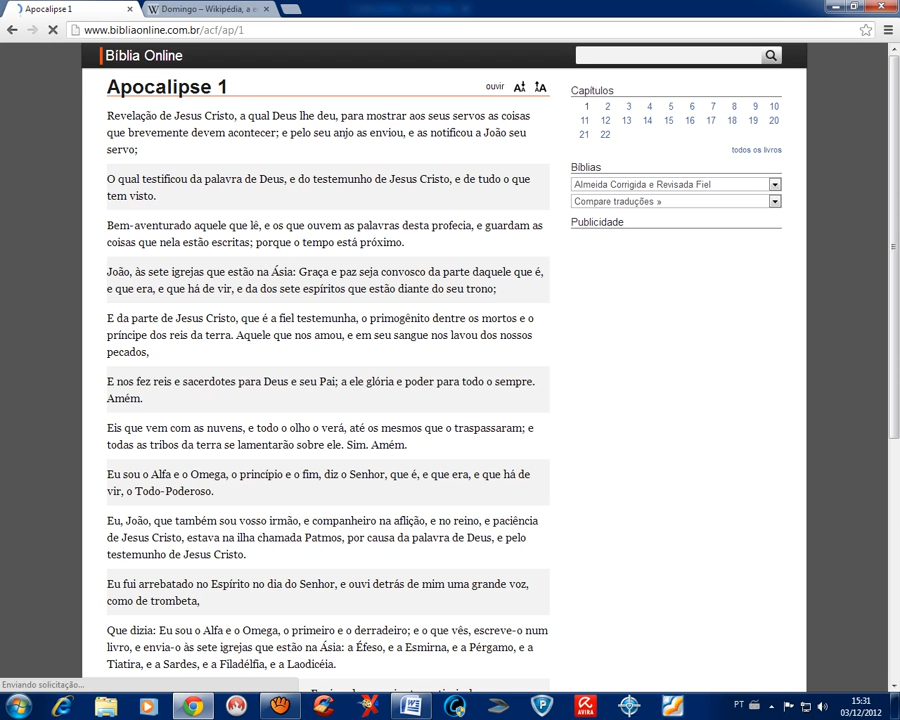 Apocalipse 1
Domingo – Wikipédia, a e
www.bibliaonline.com.br/acf/ap/1
Bíblia Online
Apocalipse 1
ouvir
Revelação de Jesus Cristo, a qual Deus lhe deu, para mostrar aos seus servos as coisas
que brevemente devem acontecer; e pelo seu anjo as enviou, e as notificou a João seu
servo;
O qual testificou da palavra de Deus, e do testemunho de Jesus Cristo, e de tudo o que
tem visto.
Bem-aventurado aquele que lê, e os que ouvem as palavras desta profecia, e guardam as
coisas que nela estão escritas; porque o tempo está próximo.
João, às sete igrejas que estão na Ásia: Graça e paz seja convosco da parte daquele que é,
e que era, e que há de vir, e da dos sete espíritos que estão diante do seu trono;
E da parte de Jesus Cristo, que é a fiel testemunha, o primogênito dentre os mortos e o
príncipe dos reis da terra. Aquele que nos amou, e em seu sangue nos lavou dos nossos
pecados,
E nos fez reis e sacerdotes para Deus e seu Pai; a ele glória e poder para todo o sempre.
Amém.
Eis que vem com as nuvens, e todo o olho o verá, até os mesmos que o traspassaram; e
todas as tribos da terra se lamentarão sobre ele. Sim. Amém.
Eu sou o Alfa e o Omega, o princípio e o fim, diz o Senhor, que é, e que era, e que há de
vir, o Todo-Poderoso.
Eu, João, que também sou vosso irmão, e companheiro na aflição, e no reino, e paciência
de Jesus Cristo, estava na ilha chamada Patmos, por causa da palavra de Deus, e pelo
testemunho de Jesus Cristo.
Eu fui arrebatado no Espírito no dia do Senhor, e ouvi detrás de mim uma grande voz,
como de trombeta,
Que dizia: Eu sou o Alfa e o Omega, o primeiro e o derradeiro; e o que vês, escreve-o num
livro, e envia-o às sete igrejas que estão na Ásia: a Éfeso, e a Esmirna, e a Pérgamo, e a
Tiatira, e a Sardes, e a Filadélfia, e a Laodicéia.
Capítulos
1 2 3 4 5 6 7 8 9 10
11 12 13 14 15 16 17 18 19 20
21 22
todos os livros
Bíblias
Almeida Corrigida e Revisada Fiel
Compare traduções »
Publicidade
Enviando solicitação...
AVIRA
PT
15:31
03/12/2012